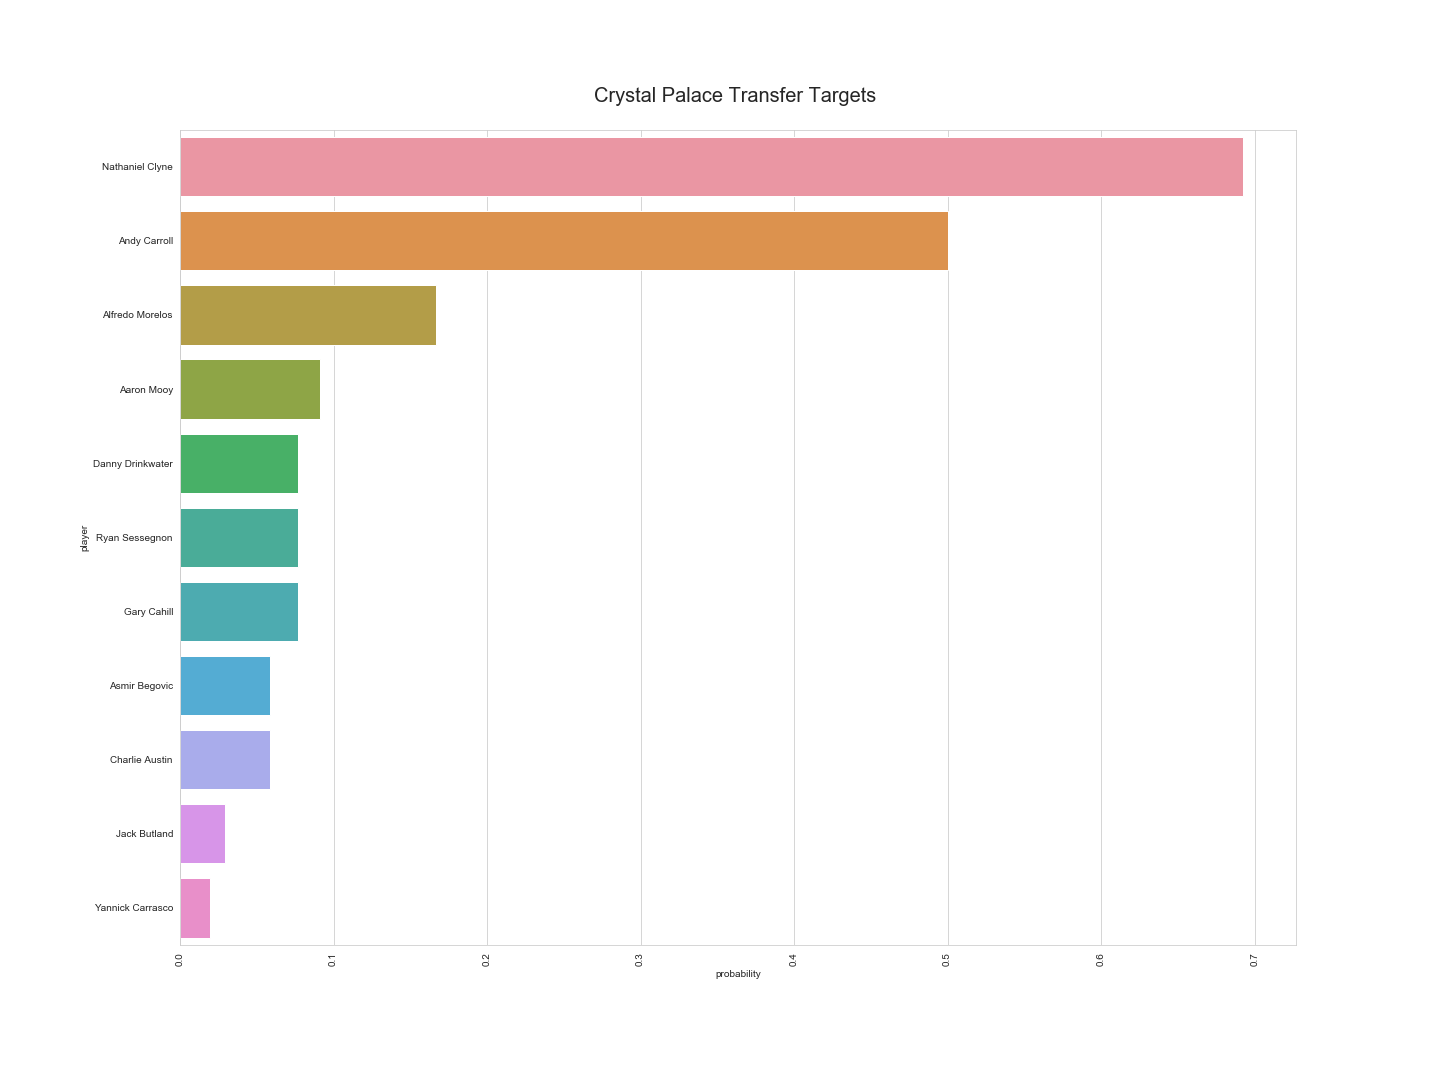 Crystal Palace Transfer Targets
Nathaniel Clyne
Andy Carroll
Alfredo Morelos
Aaron Mooy
Danny Drinkwater
Ryan Sessegnon
Gary Cahill
Asmir Begovic
Charlie Austin
Jack Butland
Yannick Carrasco
player
0.0 0.1 0.2 0.3 0.4 0.5 0.6 0.7
probability